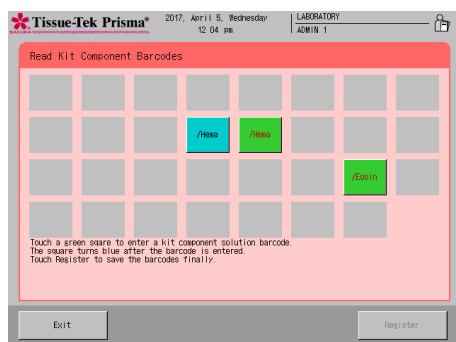 SAKURA Tissue-Tek Prisma®
2017, April 5, Wednesday
12 04 pm
LABORATORY
ADMIN 1
Read Kit Component Barcodes
/Hema
/Hema
/Eosin
Touch a green sqare to enter a kit component solution barcode.
The square turns blue after the barcode is entered.
Touch Register to save the barcodes finally.
Exit
Register